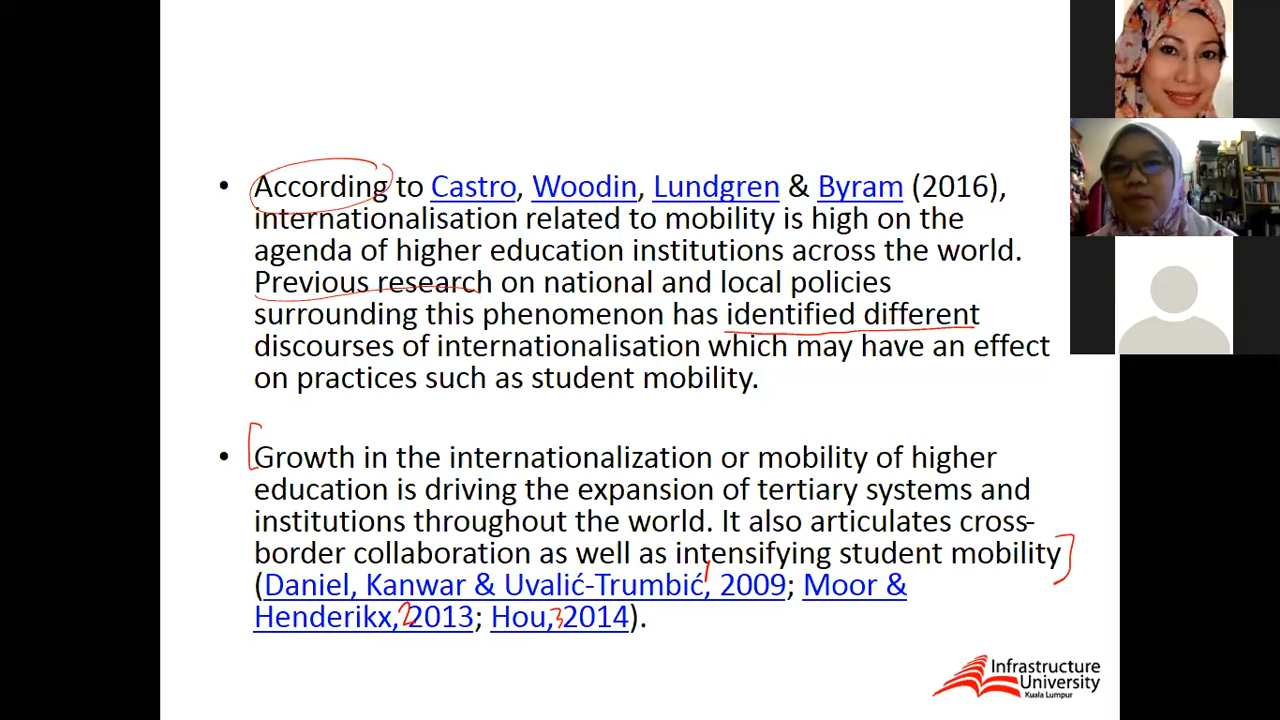 • According to Castro, Woodin, Lundgren & Byram (2016),
internationalisation related to mobility is high on the
agenda of higher education institutions across the world.
Previous research on national and local policies
surrounding this phenomenon has identified different
discourses of internationalisation which may have an effect
on practices such as student mobility.
• Growth in the internationalization or mobility of higher
education is driving the expansion of tertiary systems and
institutions throughout the world. It also articulates cross-
border collaboration as well as intensifying student mobility
(Daniel, Kanwar & Uvalić-Trumbić, 2009; Moor &
Henderikx, 2013; Hou, 2014).
1
2
3
Infrastructure
University
Kuala Lumpur